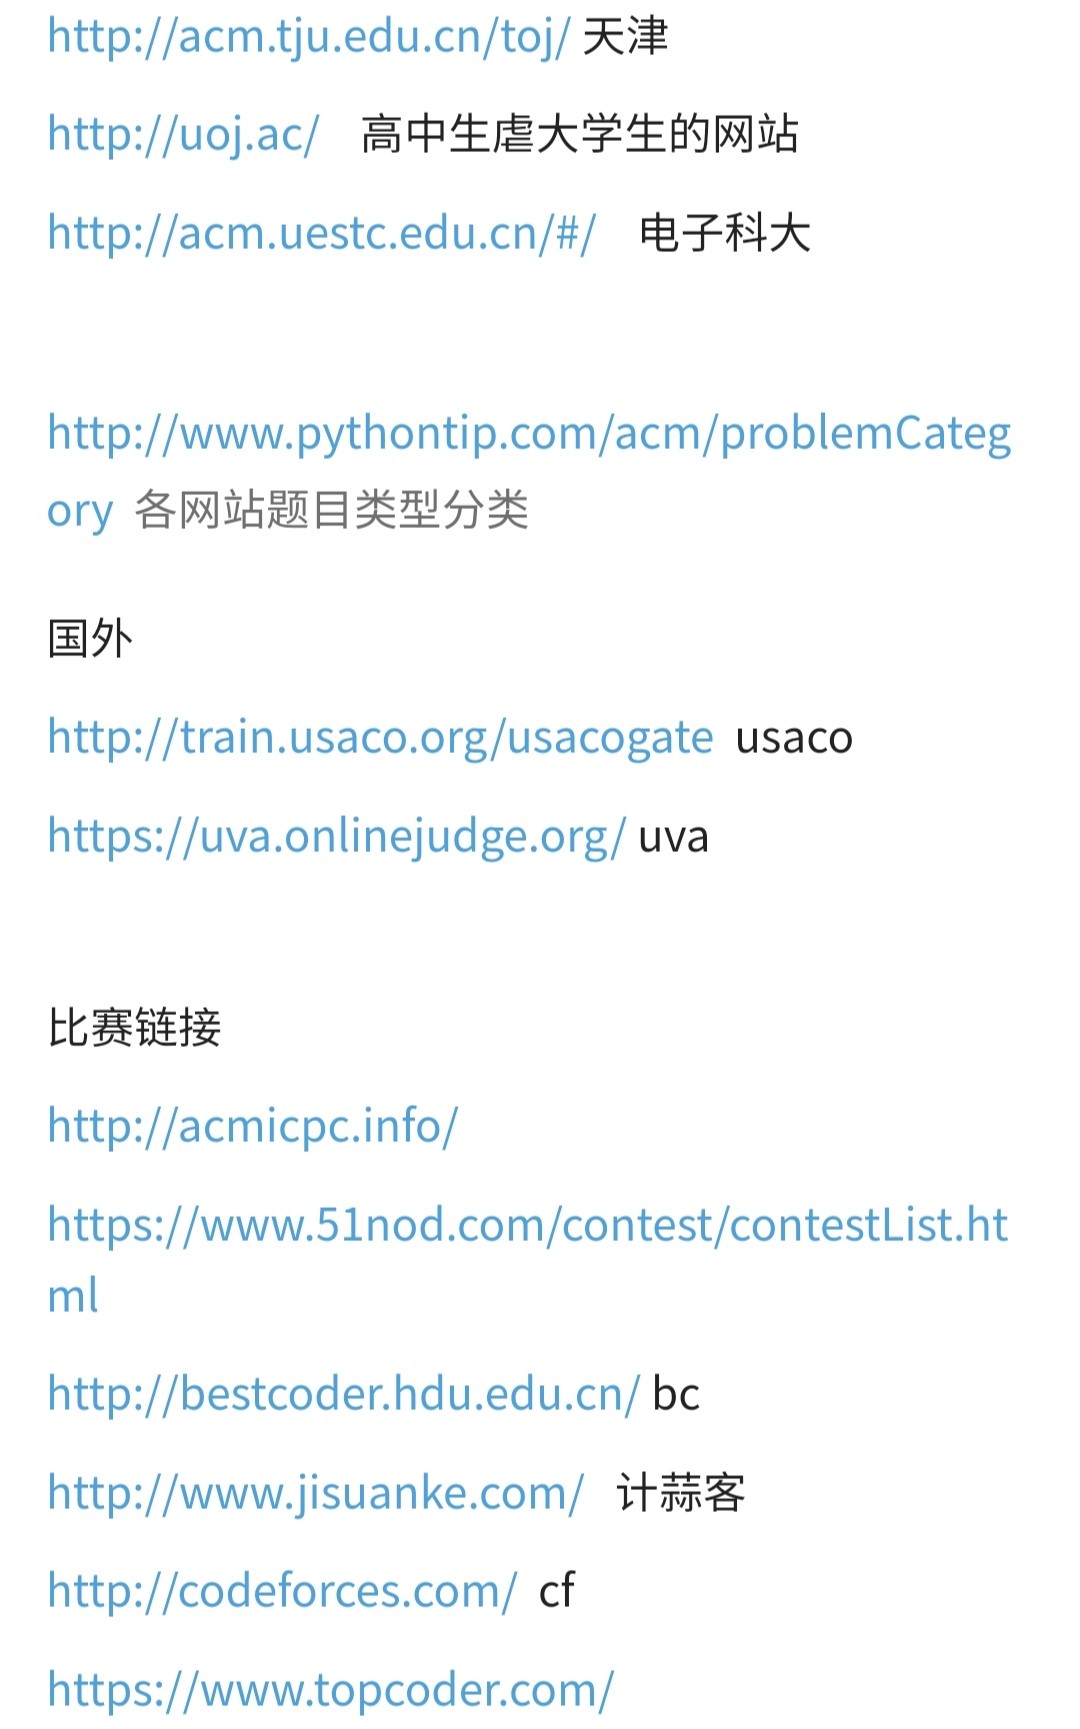 http://acm.tju.edu.cn/toj/ 天津
http://uoj.ac/ 高中生虐大学生的网站
http://acm.uestc.edu.cn/#/ 电子科大
http://www.pythontip.com/acm/problemCateg
ory 各网站题目类型分类
国外
http://train.usaco.org/usacogate usaco
https://uva.onlinejudge.org/ uva
比赛链接
http://acmicpc.info/
https://www.51nod.com/contest/contestList.ht
ml
http://bestcoder.hdu.edu.cn/ bc
http://www.jisuanke.com/ 计蒜客
http://codeforces.com/ cf
https://www.topcoder.com/